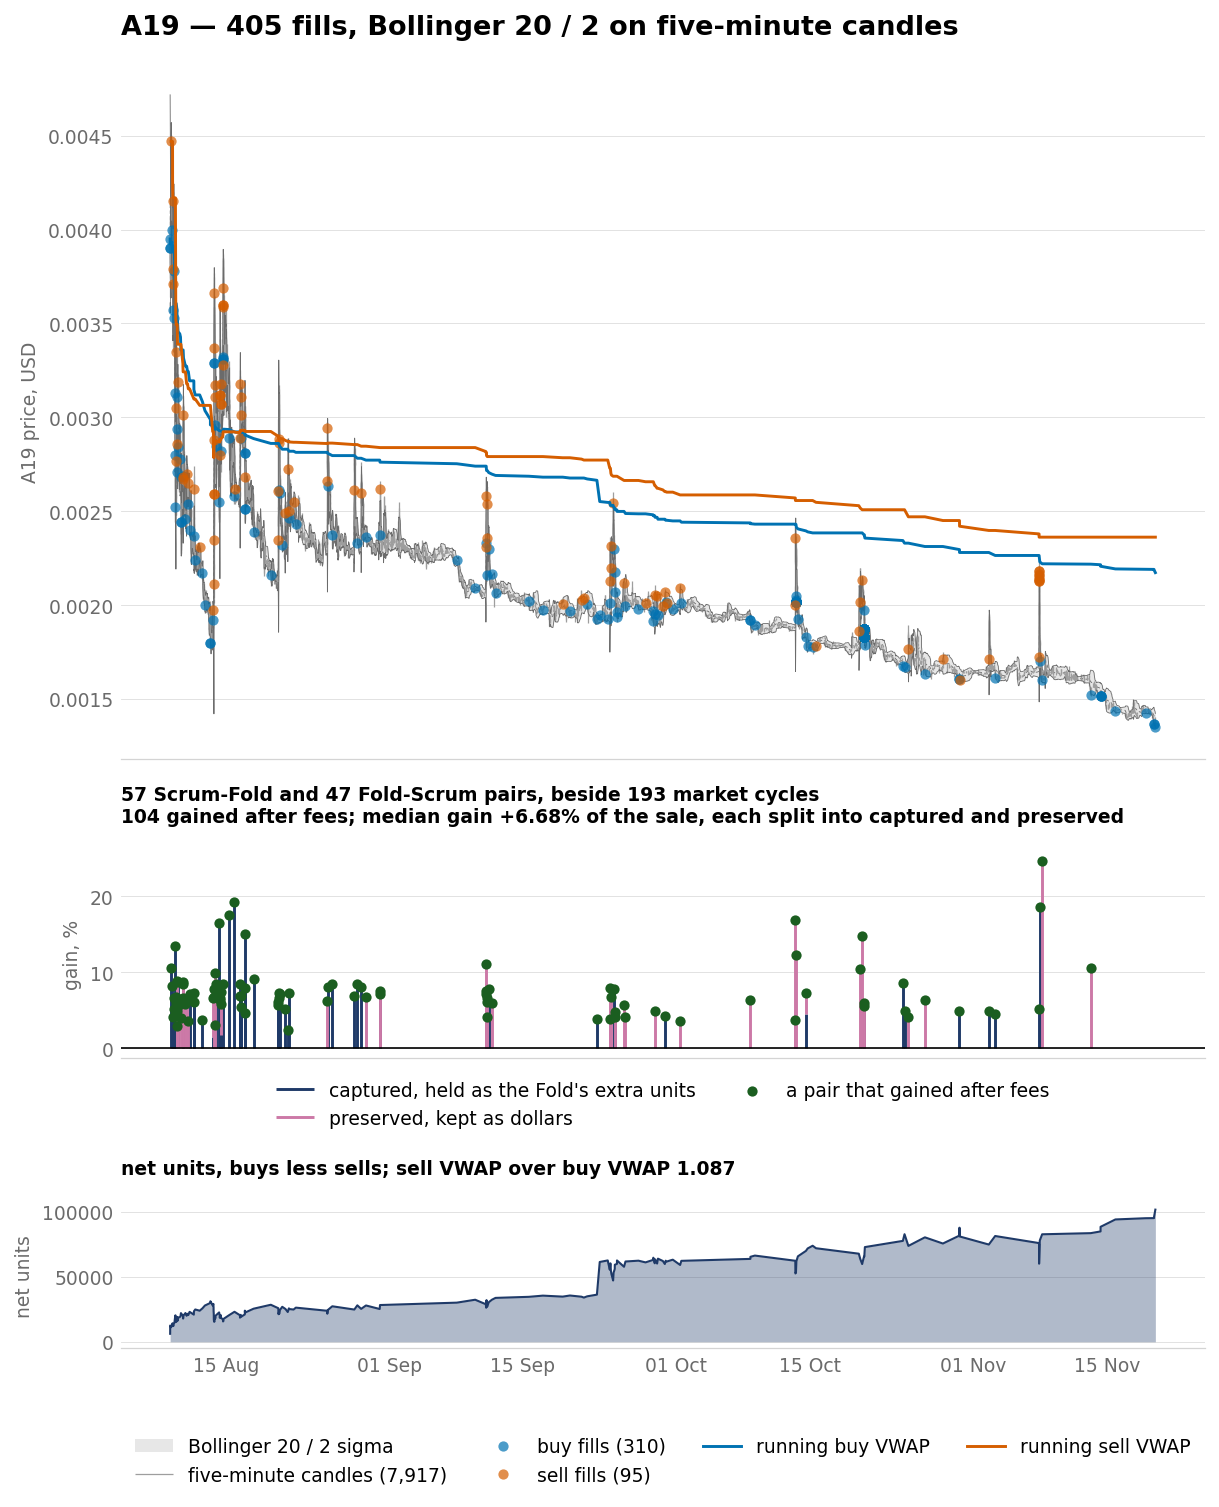 A19 — 405 fills, Bollinger 20 / 2 on five-minute candles
A19 price, USD
0.0045
0.0040
0.0035
0.0030
0.0025
0.0020
0.0015
57 Scrum-Fold and 47 Fold-Scrum pairs, beside 193 market cycles
104 gained after fees; median gain +6.68% of the sale, each split into captured and preserved
gain, %
20
10
0
captured, held as the Fold's extra units
a pair that gained after fees
preserved, kept as dollars
net units, buys less sells; sell VWAP over buy VWAP 1.087
net units
100000
50000
0
15 Aug
01 Sep
15 Sep
01 Oct
15 Oct
01 Nov
15 Nov
Bollinger 20 / 2 sigma
buy fills (310)
running buy VWAP
running sell VWAP
five-minute candles (7,917)
sell fills (95)